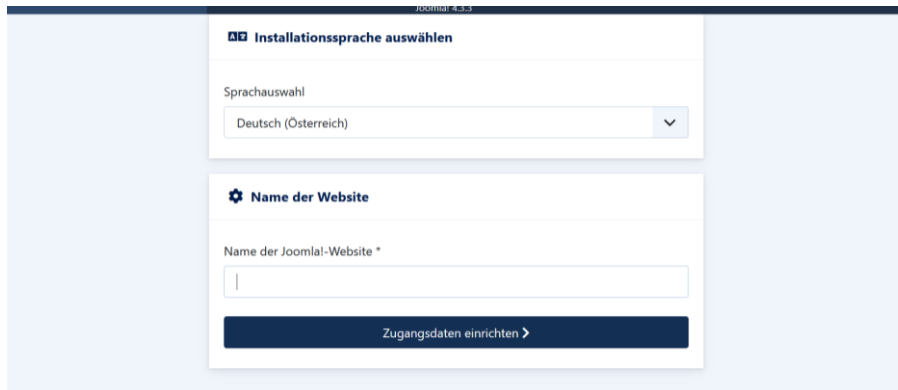 Joomla! 4.3.3
Installationssprache auswählen
Sprachauswahl
Deutsch (Österreich)
Name der Website
Name der Joomla!-Website *
Zugangsdaten einrichten